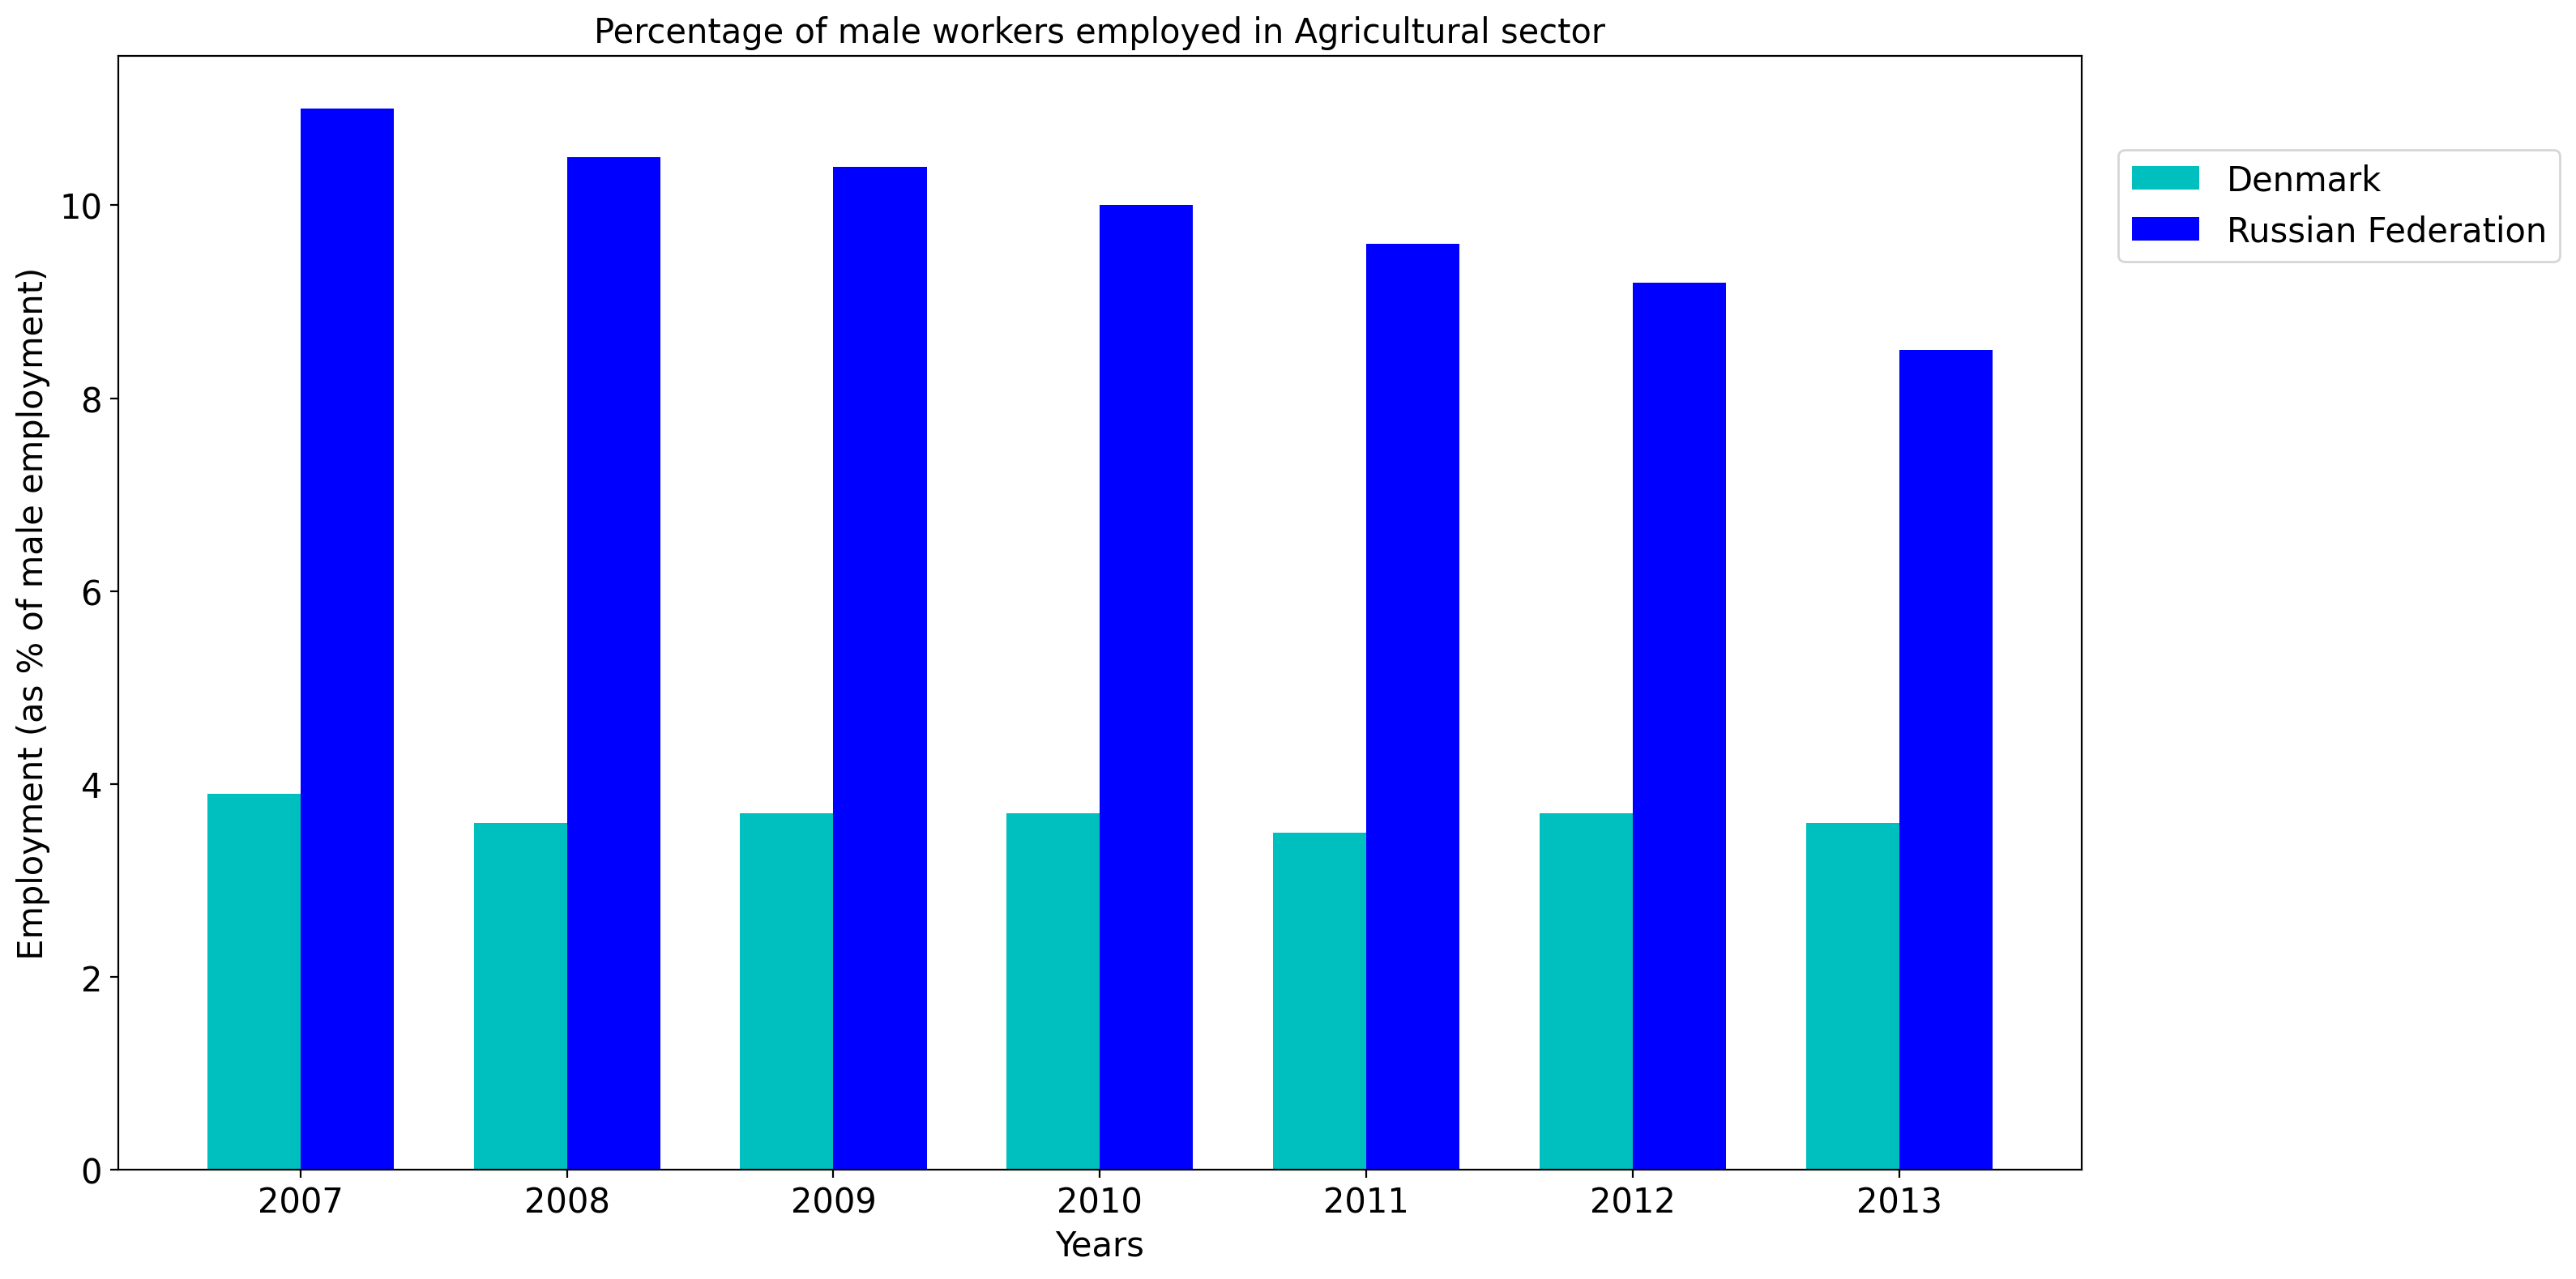 Percentage of male workers employed in Agricultural sector
Employment (as % of male employment)
10
8
6
4
2
0
2007 2008 2009 2010 2011 2012 2013
Years
Denmark
Russian Federation